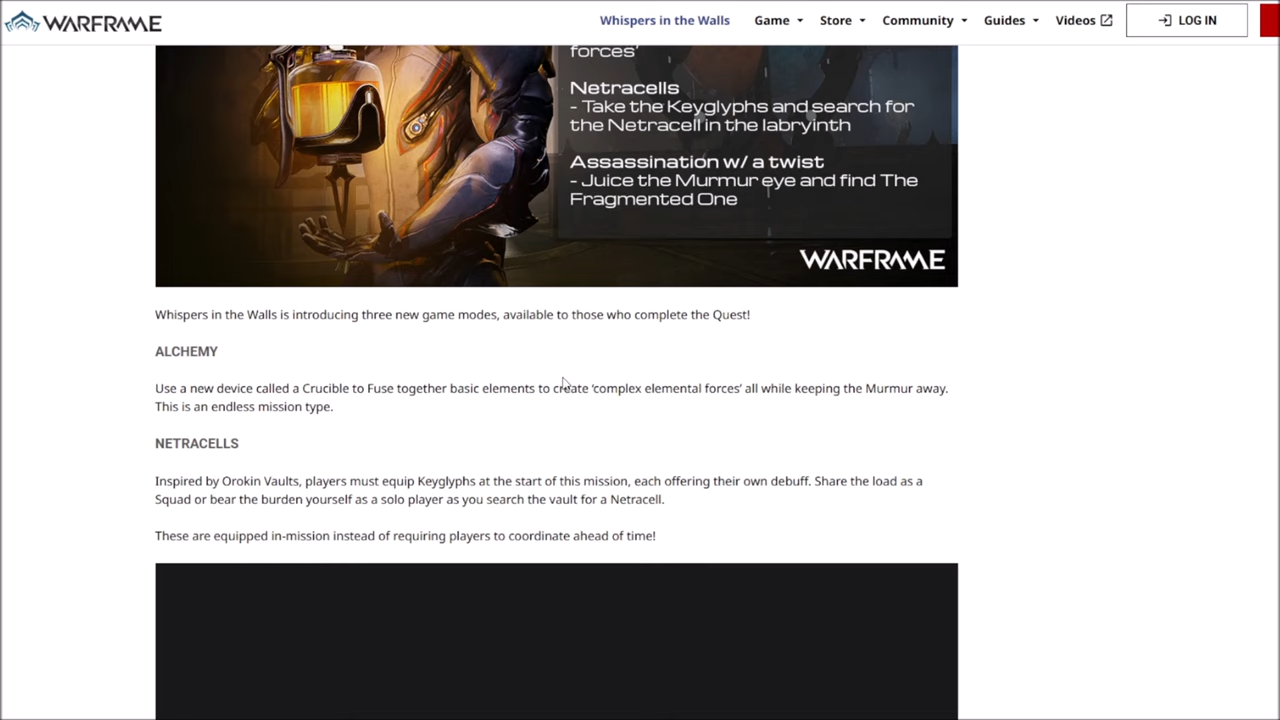 WARFRAME
Whispers in the Walls
Game
Store
Community
Guides
Videos
LOG IN
forces’
Netracells
- Take the Keyglyphs and search for
the Netracell in the labryinth
Assassination w/ a twist
- Juice the Murmur eye and find The
Fragmented One
WARFRAME
Whispers in the Walls is introducing three new game modes, available to those who complete the Quest!
ALCHEMY
Use a new device called a Crucible to Fuse together basic elements to create ‘complex elemental forces’ all while keeping the Murmur away.
This is an endless mission type.
NETRACELLS
Inspired by Orokin Vaults, players must equip Keyglyphs at the start of this mission, each offering their own debuff. Share the load as a
Squad or bear the burden yourself as a solo player as you search the vault for a Netracell.
These are equipped in-mission instead of requiring players to coordinate ahead of time!